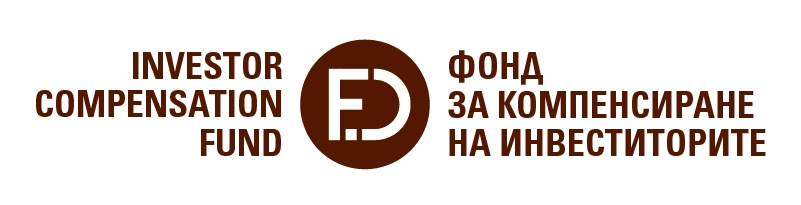 INVESTOR
COMPENSATION
FUND
FD
ФОНД
ЗА КОМПЕНСИРАНЕ
НА ИНВЕСТИТОРИТЕ